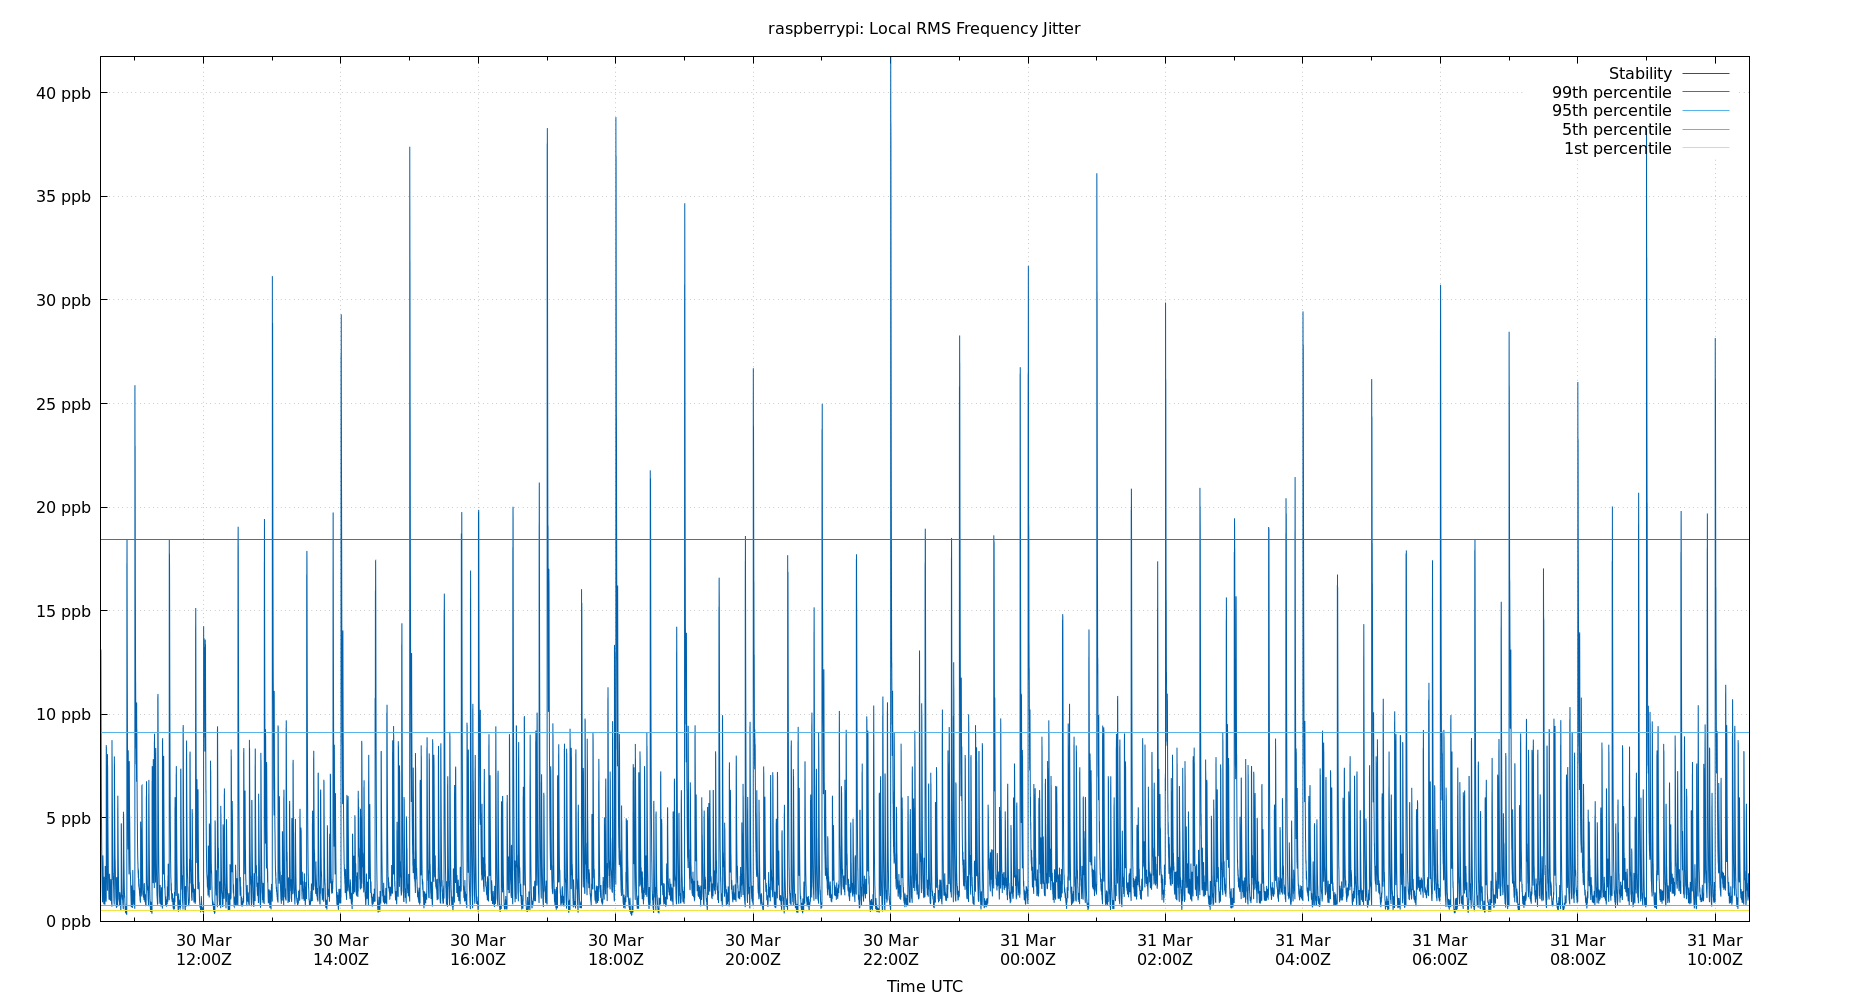 raspberrypi: Local RMS Frequency Jitter
Stability
99th percentile
95th percentile
5th percentile
1st percentile
40 ppb
35 ppb
30 ppb
25 ppb
20 ppb
15 ppb
10 ppb
5 ppb
0 ppb
30 Mar 30 Mar 30 Mar 30 Mar 30 Mar 30 Mar 31 Mar 31 Mar 31 Mar 31 Mar 31 Mar 31 Mar
12:00Z 14:00Z 16:00Z 18:00Z 20:00Z 22:00Z 00:00Z 02:00Z 04:00Z 06:00Z 08:00Z 10:00Z
Time UTC